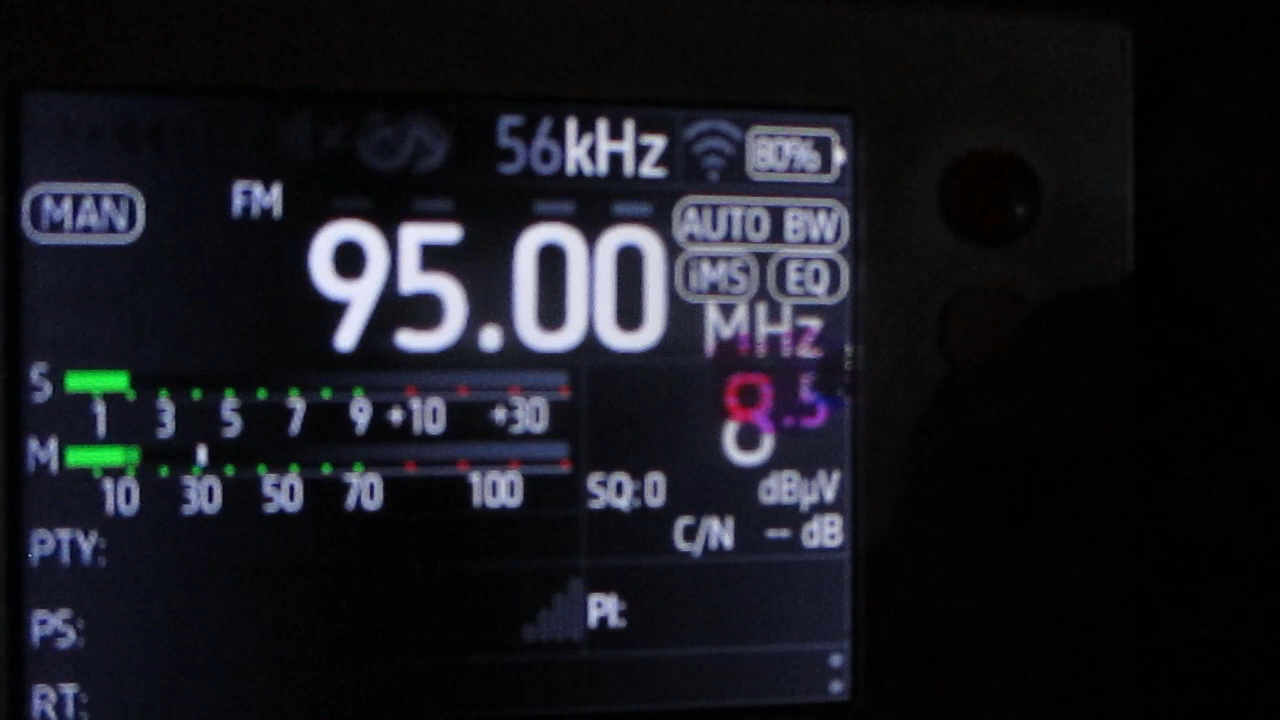 56kHz 80%
MAN FM AUTO BW
95.00 iMS EQ
MHz
S
1 3 5 7 9 +10 +30
M
10 30 50 70 100 SQ:0 dBµV
C/N -- dB
PTY:
PS: PI:
RT: